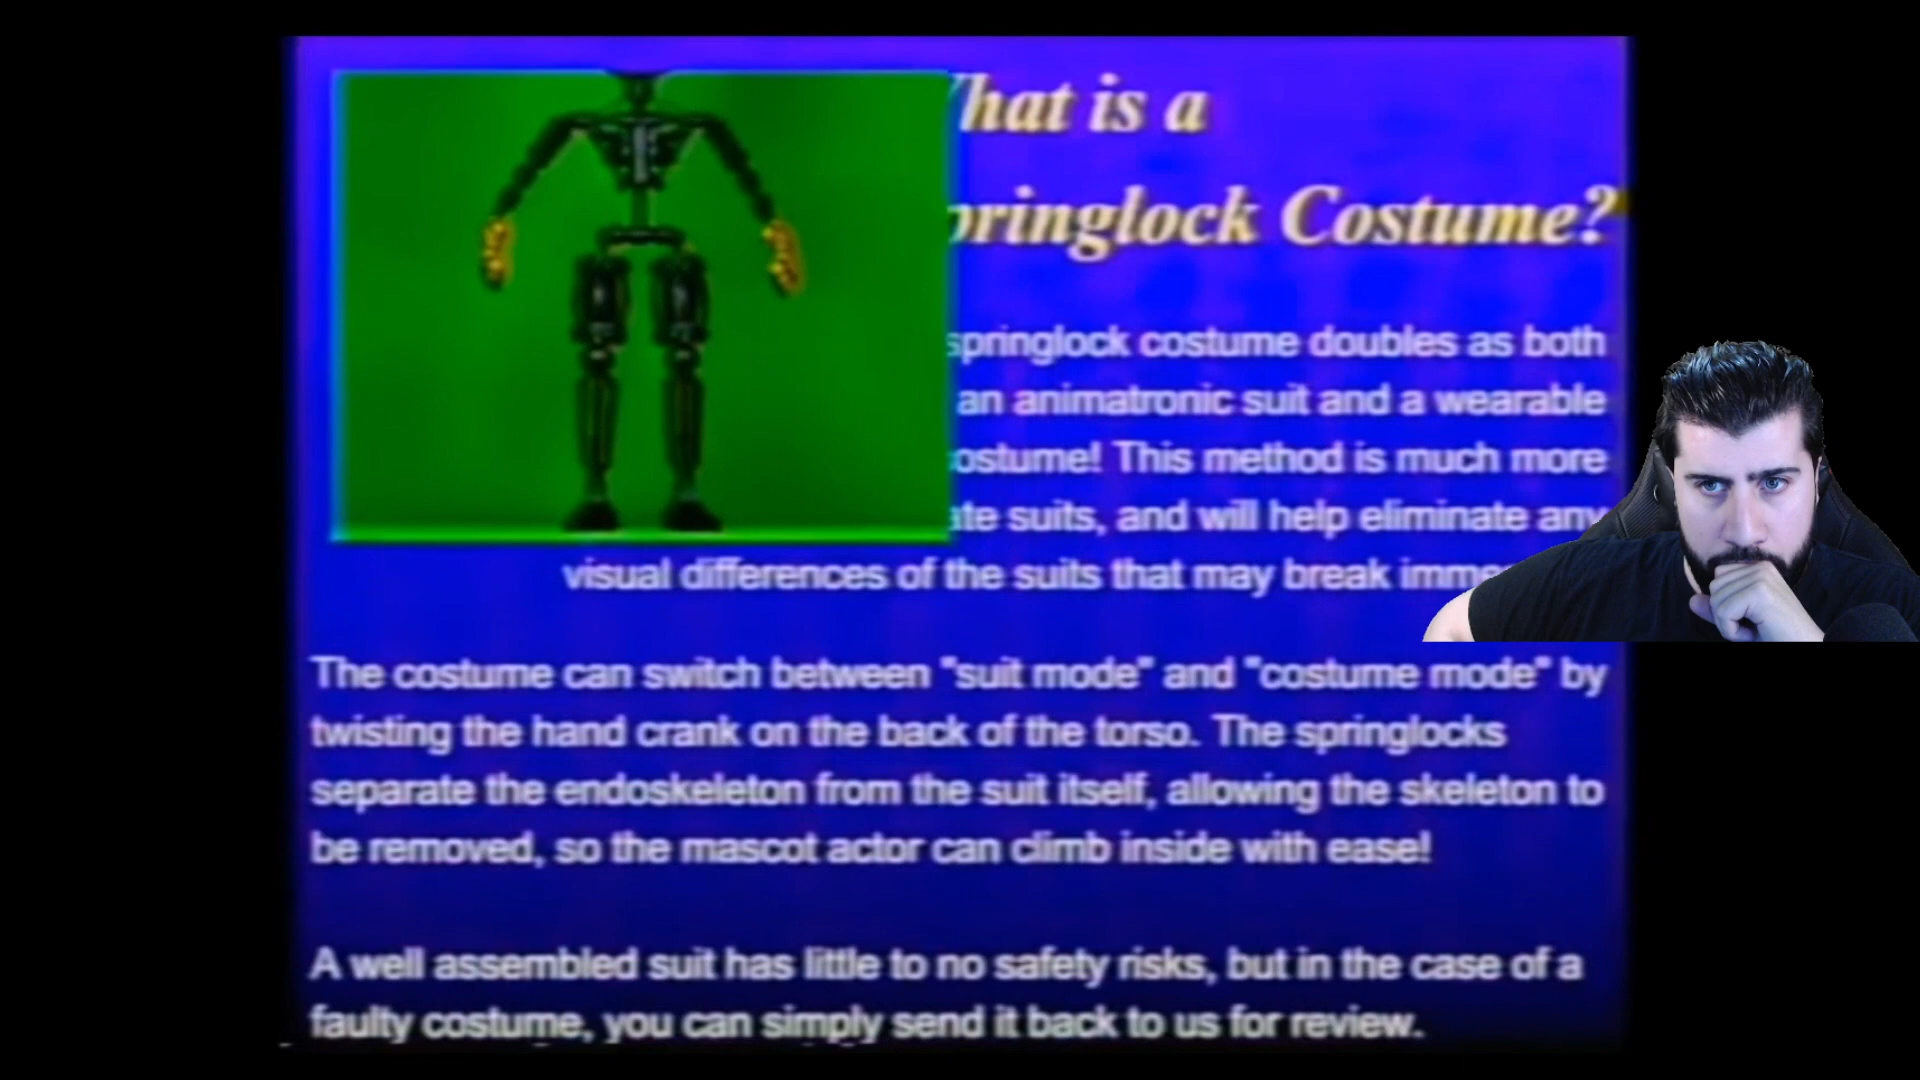 hat is a
pringlock Costume?
springlock costume doubles as both
an animatronic suit and a wearable
ostume! This method is much more
ate suits, and will help eliminate any
visual differences of the suits that may break imme
The costume can switch between "suit mode" and "costume mode" by
twisting the hand crank on the back of the torso. The springlocks
separate the endoskeleton from the suit itself, allowing the skeleton to
be removed, so the mascot actor can climb inside with ease!
A well assembled suit has little to no safety risks, but in the case of a
faulty costume, you can simply send it back to us for review.